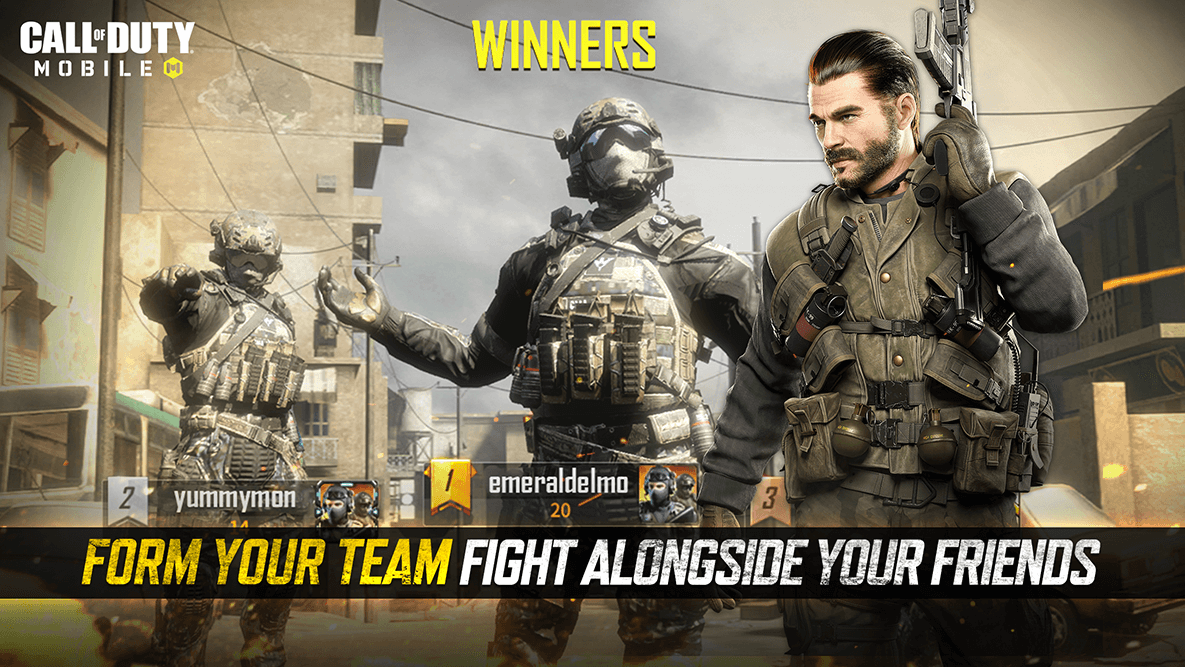 CALL OF DUTY
MOBILE
WINNERS
2 yummymon
14
1 emeraldelmo
20
3
FORM YOUR TEAM FIGHT ALONGSIDE YOUR FRIENDS